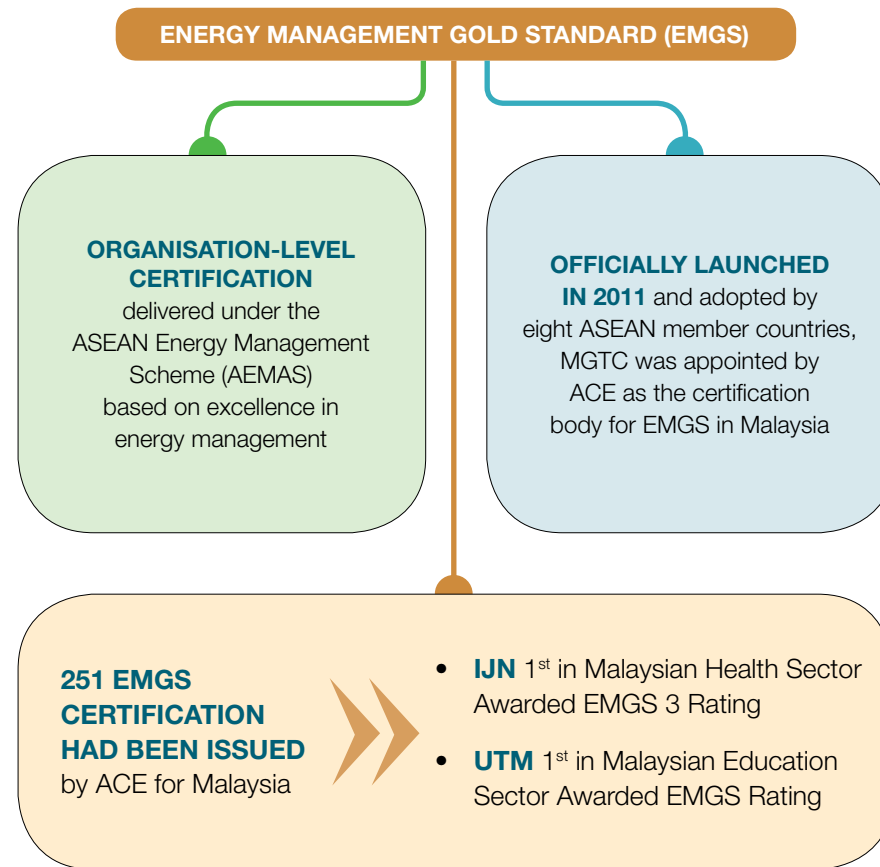 ENERGY MANAGEMENT GOLD STANDARD (EMGS)
ORGANISATION-LEVEL
CERTIFICATION
delivered under the
ASEAN Energy Management
Scheme (AEMAS)
based on excellence in
energy management
OFFICIALLY LAUNCHED
IN 2011 and adopted by
eight ASEAN member countries,
MGTC was appointed by
ACE as the certification
body for EMGS in Malaysia
251 EMGS
CERTIFICATION
HAD BEEN ISSUED
by ACE for Malaysia
• IJN 1st in Malaysian Health Sector
Awarded EMGS 3 Rating
• UTM 1st in Malaysian Education
Sector Awarded EMGS Rating